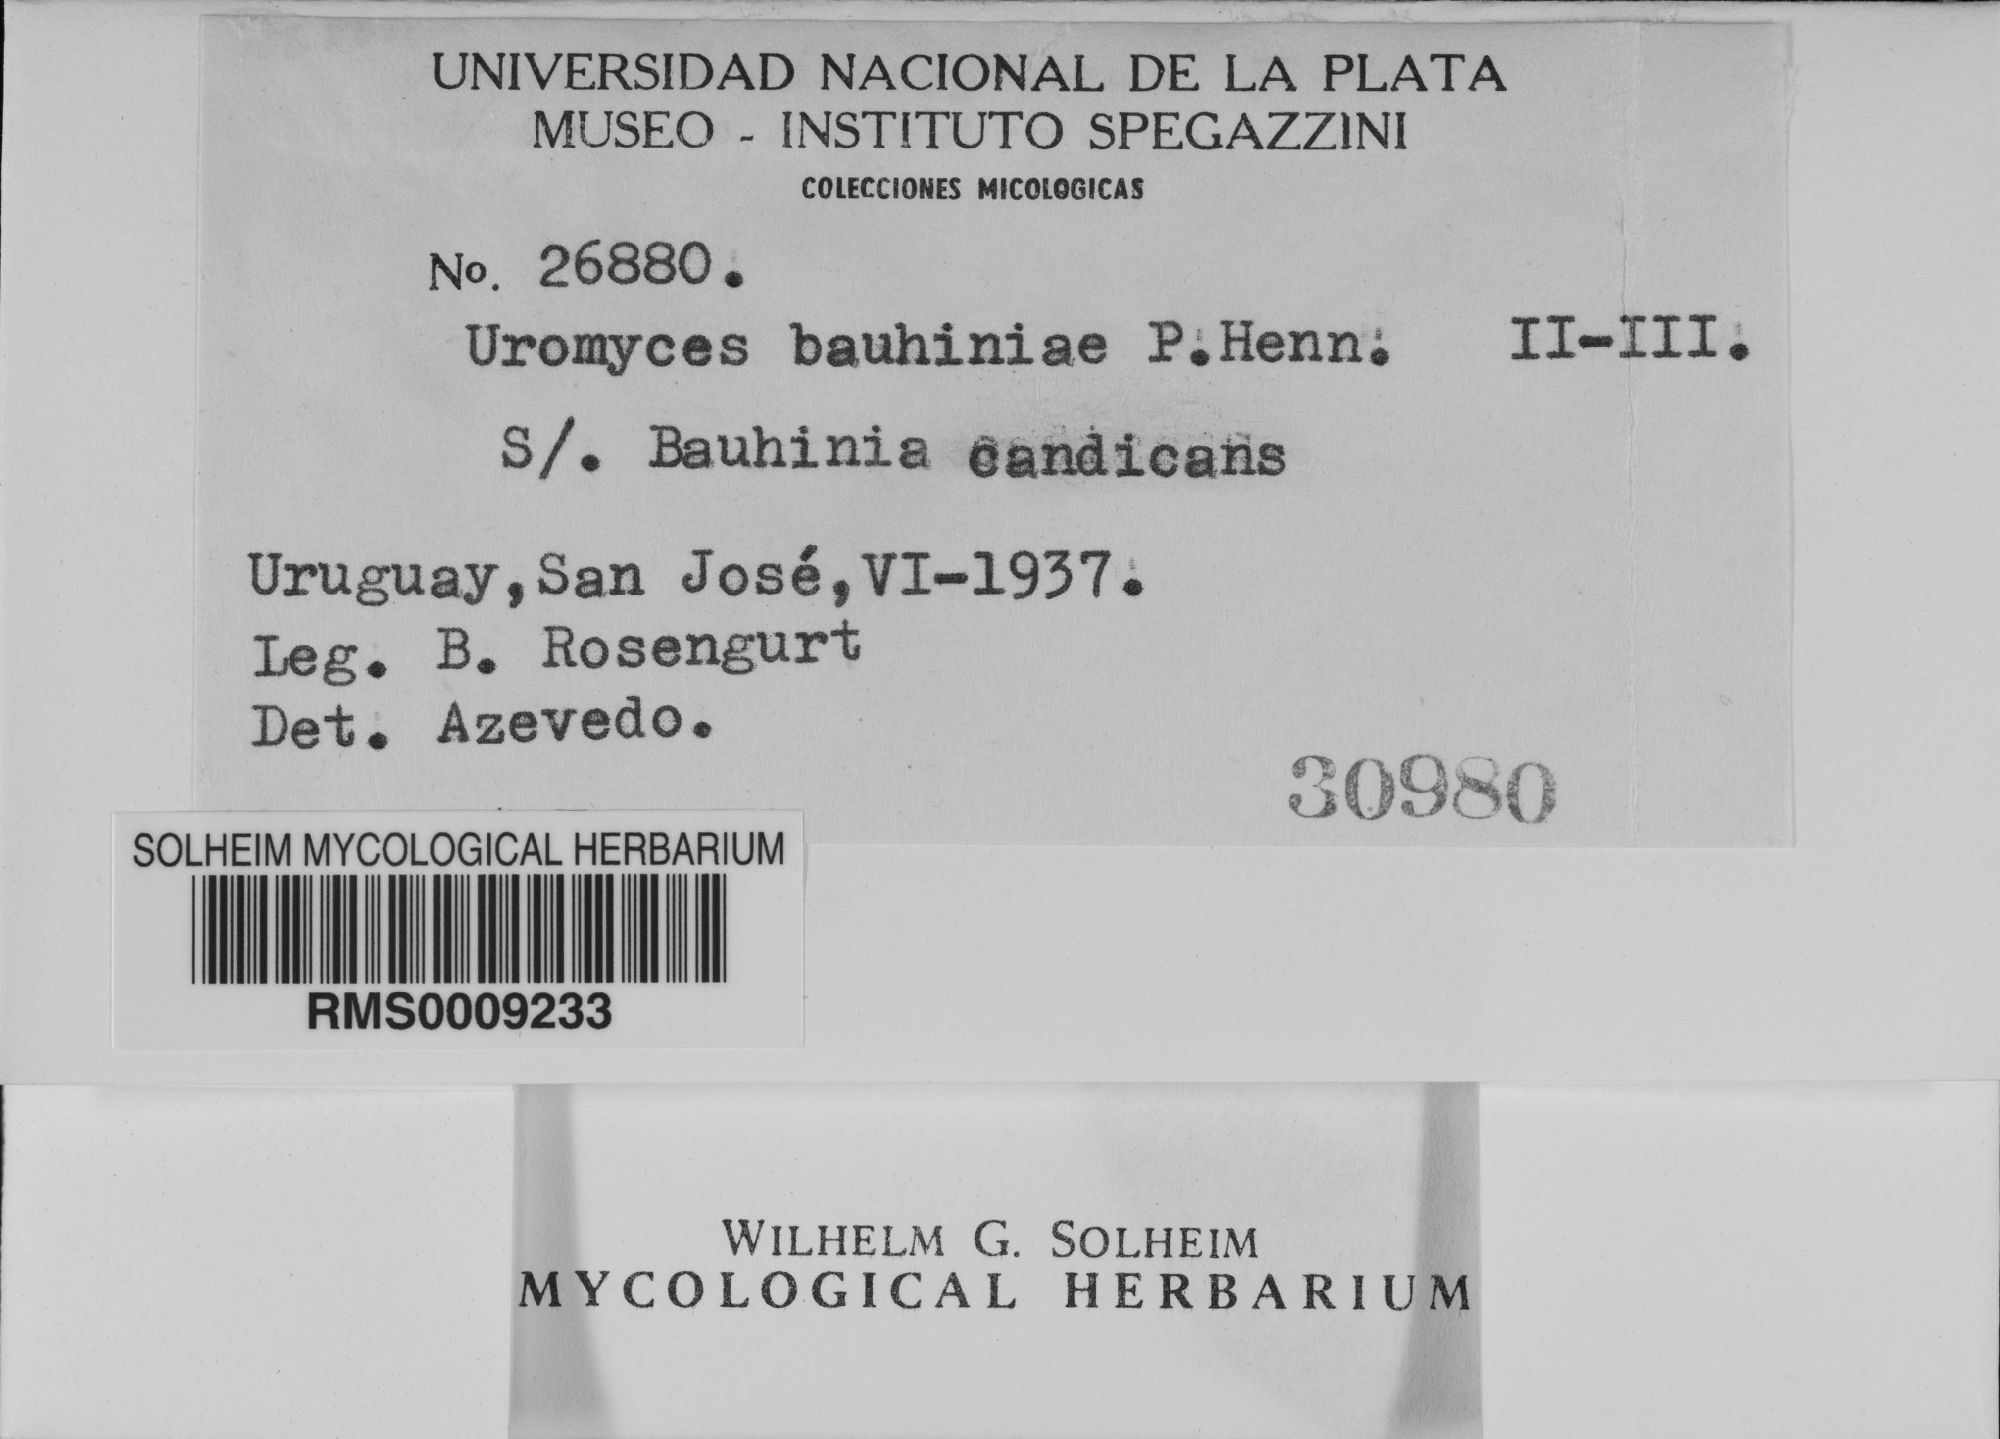 UNIVERSIDAD NACIONAL DE LA PLATA
MUSEO - INSTITUTO SPEGAZZINI
COLECCIONES MICOLOGICAS
No. 26880.
Uromyces bauhiniae P.Henn. II-III.
S/. Bauhinia candicans
Uruguay,San José,VI-1937.
Leg. B. Rosengurt
Det. Azevedo.
30980
SOLHEIM MYCOLOGICAL HERBARIUM
RMS0009233
WILHELM G. SOLHEIM
MYCOLOGICAL HERBARIUM